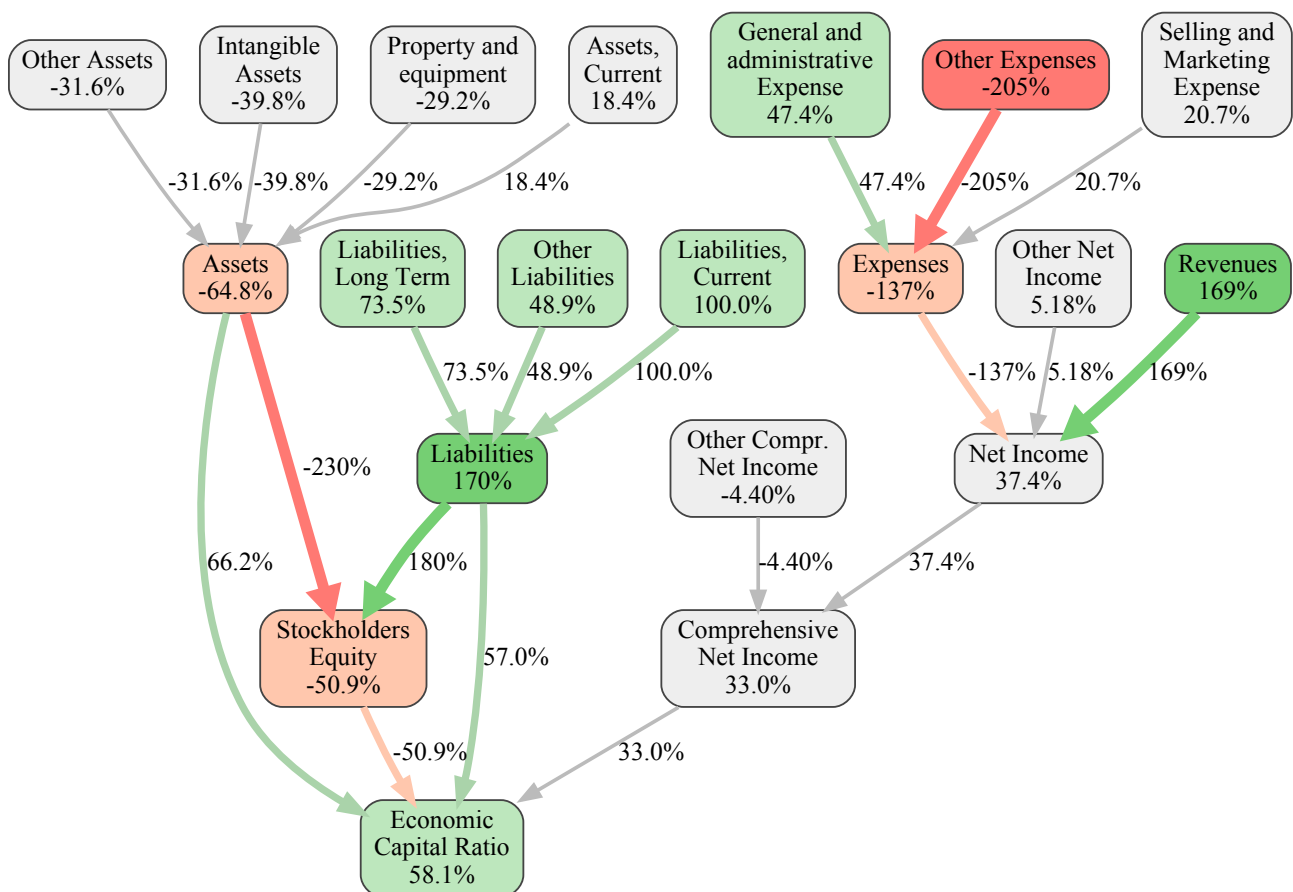 Other Assets
-31.6%
Intangible
Assets
-39.8%
Property and
equipment
-29.2%
Assets,
Current
18.4%
General and
administrative
Expense
47.4%
Other Expenses
-205%
Selling and
Marketing
Expense
20.7%
-31.6%
-39.8%
-29.2%
18.4%
47.4%
-205%
20.7%
Assets
-64.8%
Liabilities,
Long Term
73.5%
Other
Liabilities
48.9%
Liabilities,
Current
100.0%
Expenses
-137%
Other Net
Income
5.18%
Revenues
169%
73.5%
48.9%
100.0%
-137%
5.18%
169%
-230%
Liabilities
170%
Other Compr.
Net Income
-4.40%
Net Income
37.4%
66.2%
180%
-4.40%
37.4%
Stockholders
Equity
-50.9%
57.0%
Comprehensive
Net Income
33.0%
-50.9%
33.0%
Economic
Capital Ratio
58.1%